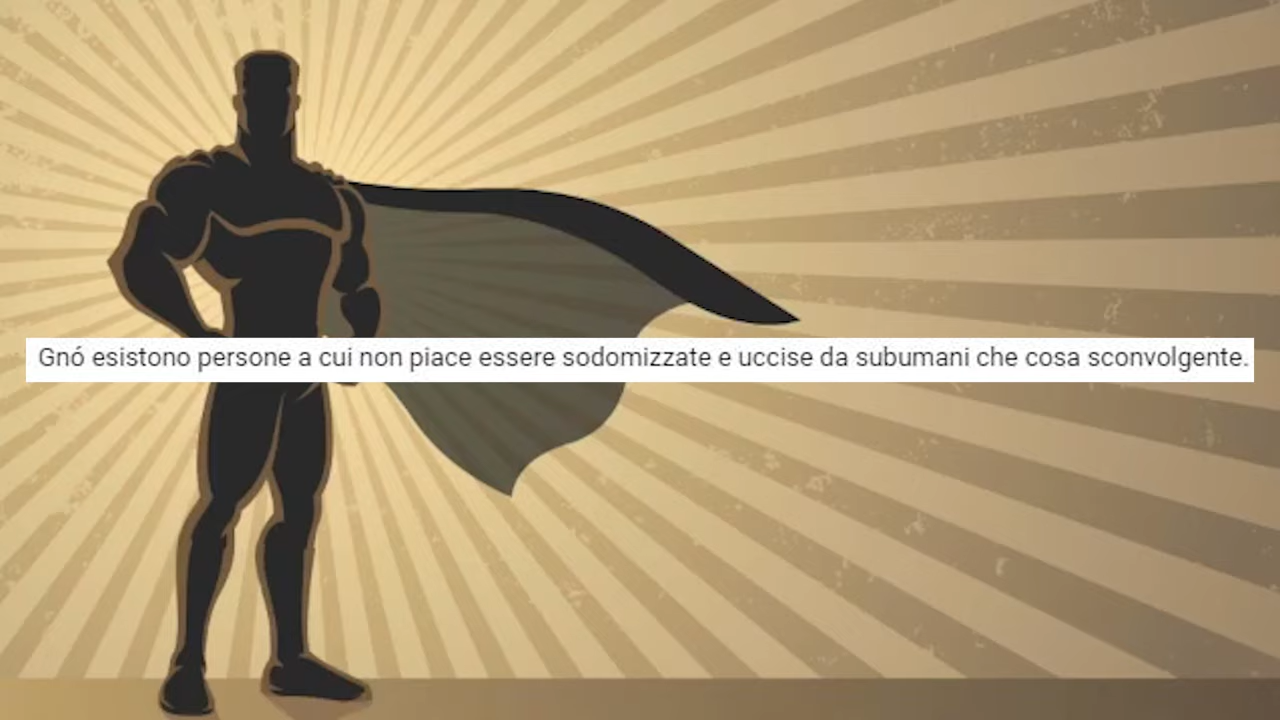 Gnó esistono persone a cui non piace essere sodomizzate e uccise da subumani che cosa sconvolgente.